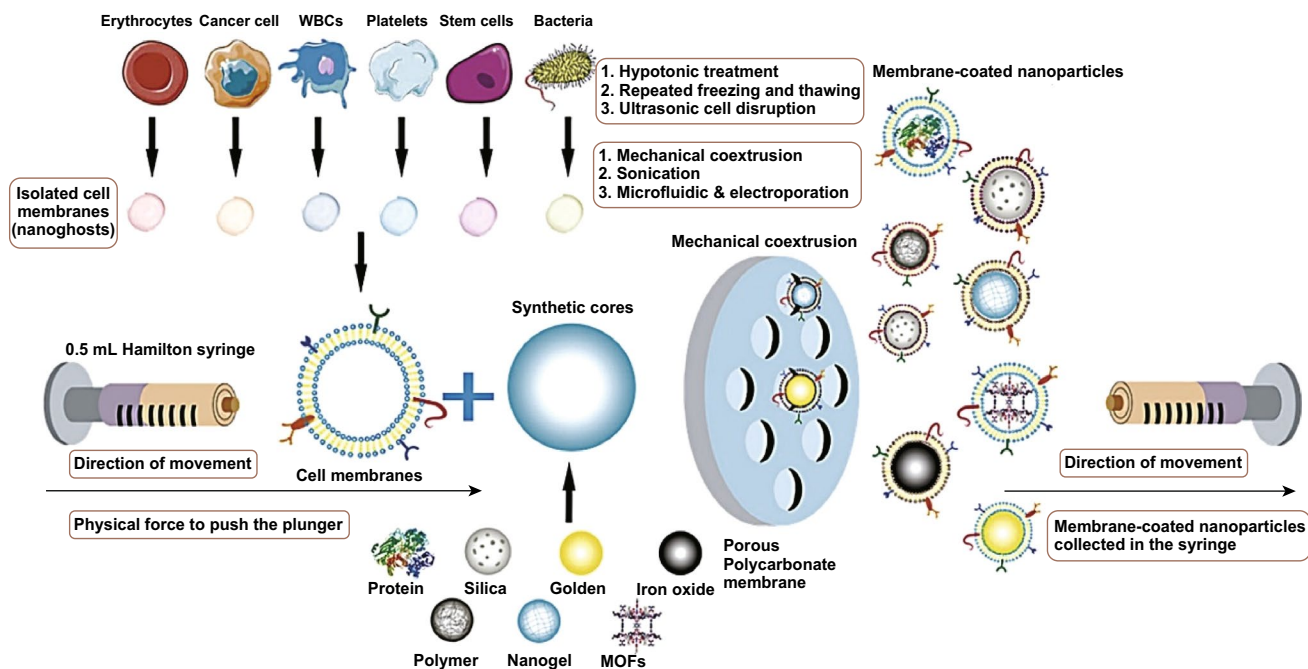 Erythrocytes
Cancer cell
WBCs
Platelets
Stem cells
Bacteria
1. Hypotonic treatment
2. Repeated freezing and thawing
3. Ultrasonic cell disruption
Membrane-coated nanoparticles
1. Mechanical coextrusion
2. Sonication
3. Microfluidic & electroporation
Isolated cell
membranes
(nanoghosts)
Mechanical coextrusion
Synthetic cores
0.5 mL Hamilton syringe
Direction of movement
Cell membranes
Direction of movement
Physical force to push the plunger
Membrane-coated nanoparticles
collected in the syringe
Porous
Polycarbonate
membrane
Protein
Silica
Golden
Iron oxide
Polymer
Nanogel
MOFs